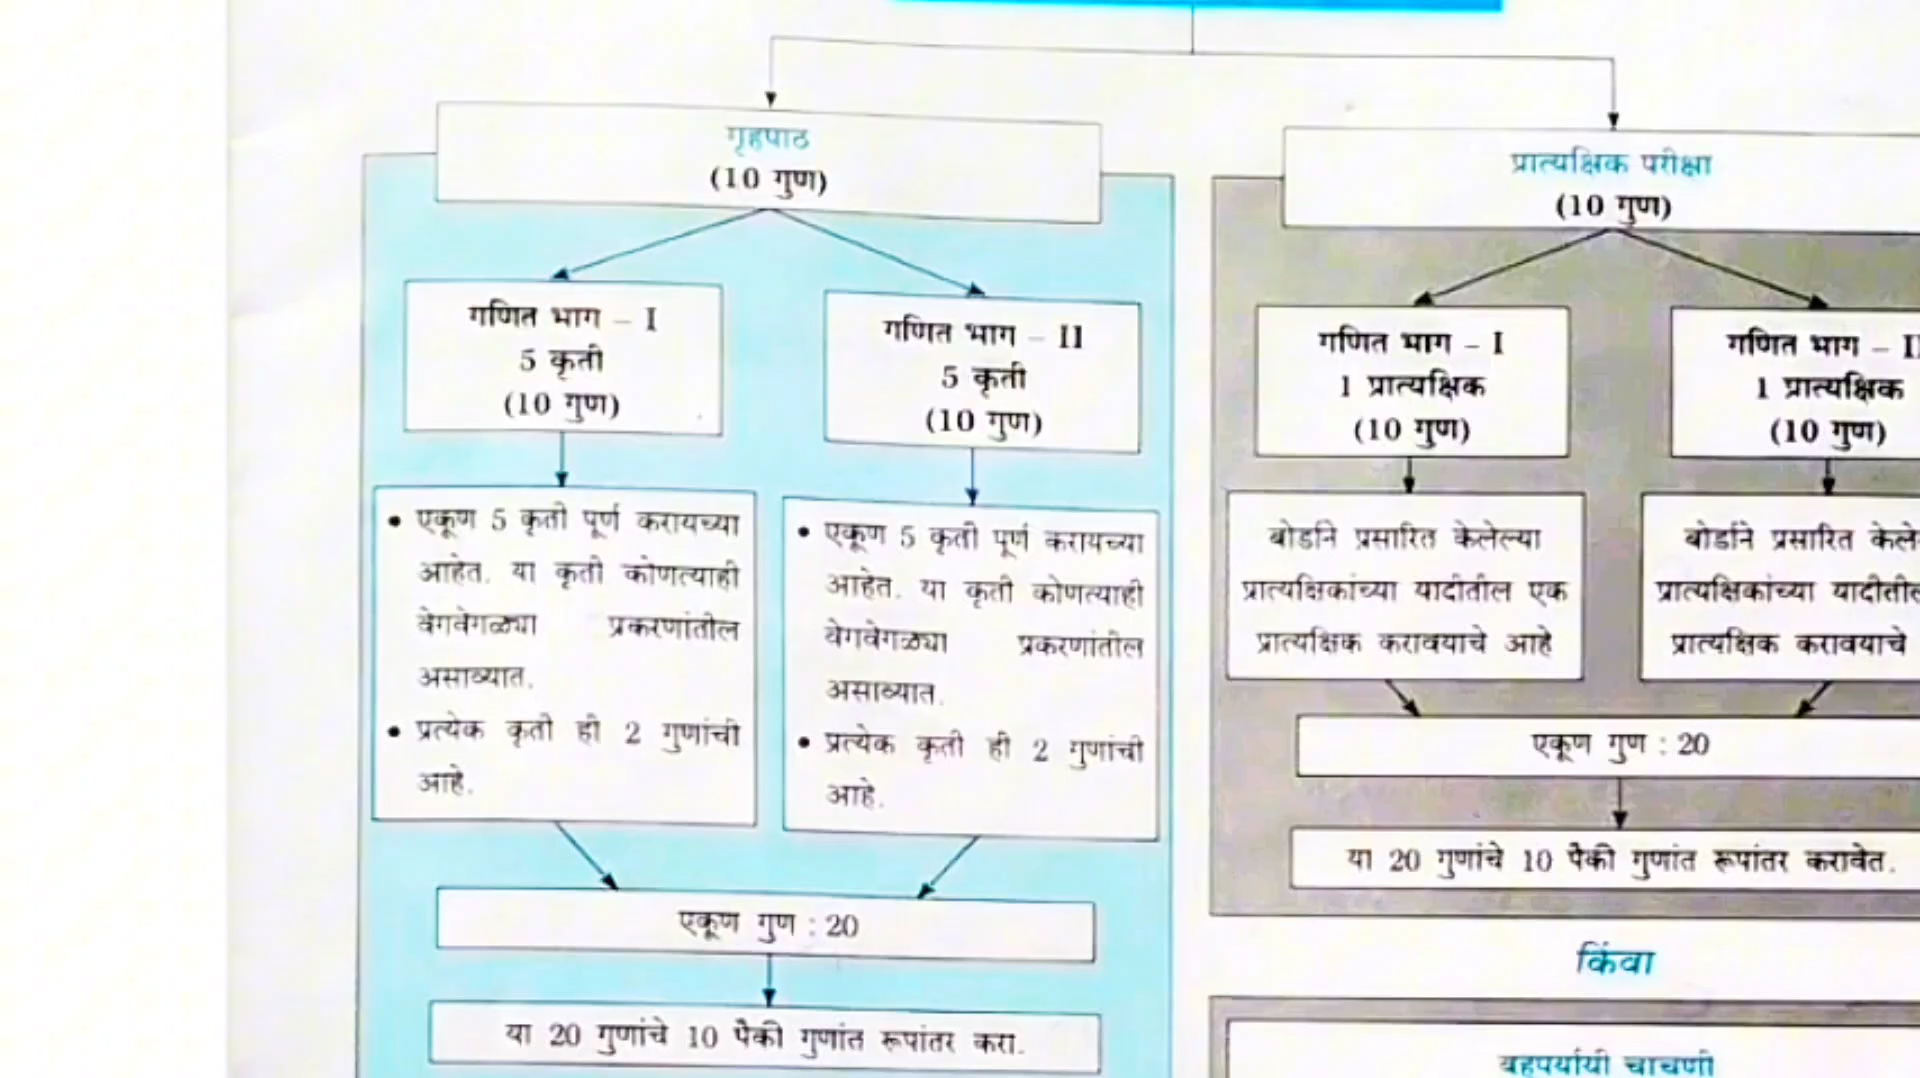 गृहपाठ
(10 गुण)
गणित भाग – I
5 कृती
(10 गुण)
गणित भाग – II
5 कृती
(10 गुण)
• एकूण 5 कृती पूर्ण करायच्या
आहेत. या कृती कोणत्याही
वेगवेगळ्या प्रकरणांतील
असाव्यात.
• प्रत्येक कृती ही 2 गुणांची
आहे.
• एकूण 5 कृती पूर्ण करायच्या
आहेत. या कृती कोणत्याही
वेगवेगळ्या प्रकरणांतील
असाव्यात.
• प्रत्येक कृती ही 2 गुणांची
आहे.
एकूण गुण : 20
या 20 गुणांचे 10 पैकी गुणांत रूपांतर करा.
प्रात्यक्षिक परीक्षा
(10 गुण)
गणित भाग – I
1 प्रात्यक्षिक
(10 गुण)
गणित भाग –
1 प्रात्यक्षिक
(10 गुण)
बोर्डाने प्रसारित केलेल्या
प्रात्यक्षिकांच्या यादीतील एक
प्रात्यक्षिक करावयाचे आहे
बोर्डाने प्रसारित
प्रात्यक्षिकांच्या यादीतील
प्रात्यक्षिक करावयाचे
एकूण गुण : 20
या 20 गुणांचे 10 पैकी गुणांत रूपांतर करावेत.
किंवा
बहुपर्यायी चाचणी